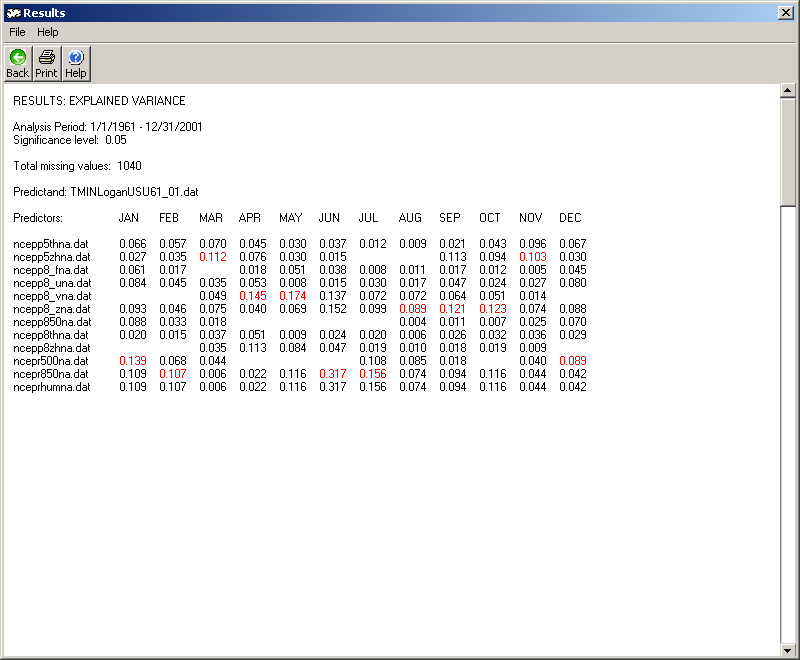 Results
File Help
Back Print Help
RESULTS: EXPLAINED VARIANCE
Analysis Period: 1/1/1961 - 12/31/2001
Significance level: 0.05
Total missing values: 1040
Predictand: TMINLoganUSU61_01.dat
Predictors: JAN FEB MAR APR MAY JUN JUL AUG SEP OCT NOV DEC
ncepp5thna.dat 0.066 0.057 0.070 0.045 0.030 0.037 0.012 0.009 0.021 0.043 0.096 0.067
ncepp5zhna.dat 0.027 0.035 0.112 0.076 0.030 0.015 0.113 0.094 0.103 0.030
ncepp8_fna.dat 0.061 0.017 0.018 0.051 0.038 0.008 0.011 0.017 0.012 0.005 0.045
ncepp8_una.dat 0.084 0.045 0.035 0.053 0.008 0.015 0.030 0.017 0.047 0.024 0.027 0.080
ncepp8_vna.dat 0.049 0.145 0.174 0.137 0.072 0.072 0.064 0.051 0.014
ncepp8_zna.dat 0.093 0.046 0.075 0.040 0.069 0.152 0.099 0.089 0.121 0.123 0.074 0.088
ncepp850na.dat 0.088 0.033 0.018 0.004 0.011 0.007 0.025 0.070
ncepp8thna.dat 0.020 0.015 0.037 0.051 0.009 0.024 0.020 0.006 0.026 0.032 0.036 0.029
ncepp8zhna.dat 0.035 0.113 0.084 0.047 0.019 0.010 0.018 0.019 0.009
ncepr500na.dat 0.139 0.068 0.044 0.108 0.085 0.018 0.040 0.089
ncepr850na.dat 0.109 0.107 0.006 0.022 0.116 0.317 0.156 0.074 0.094 0.116 0.044 0.042
nceprhumna.dat 0.109 0.107 0.006 0.022 0.116 0.317 0.156 0.074 0.094 0.116 0.044 0.042